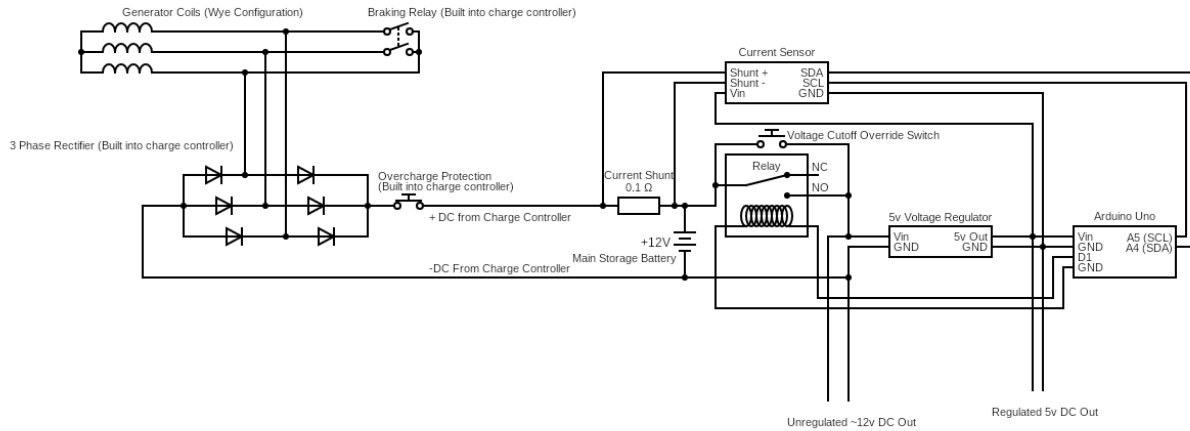 Generator Coils (Wye Configuration)
Braking Relay (Built into charge controller)
Current Sensor
Shunt +
SDA
Shunt -
SCL
Vin
GND
Voltage Cutoff Override Switch
3 Phase Rectifier (Built into charge controller)
Overcharge Protection
(Built into charge controller)
Current Shunt
0.1 Ω
Relay
NC
NO
+ DC from Charge Controller
+12V
Main Storage Battery
-DC From Charge Controller
5v Voltage Regulator
Vin
5v Out
GND
GND
Arduino Uno
Vin
A5 (SCL)
GND
A4 (SDA)
D1
GND
Unregulated ~12v DC Out
Regulated 5v DC Out